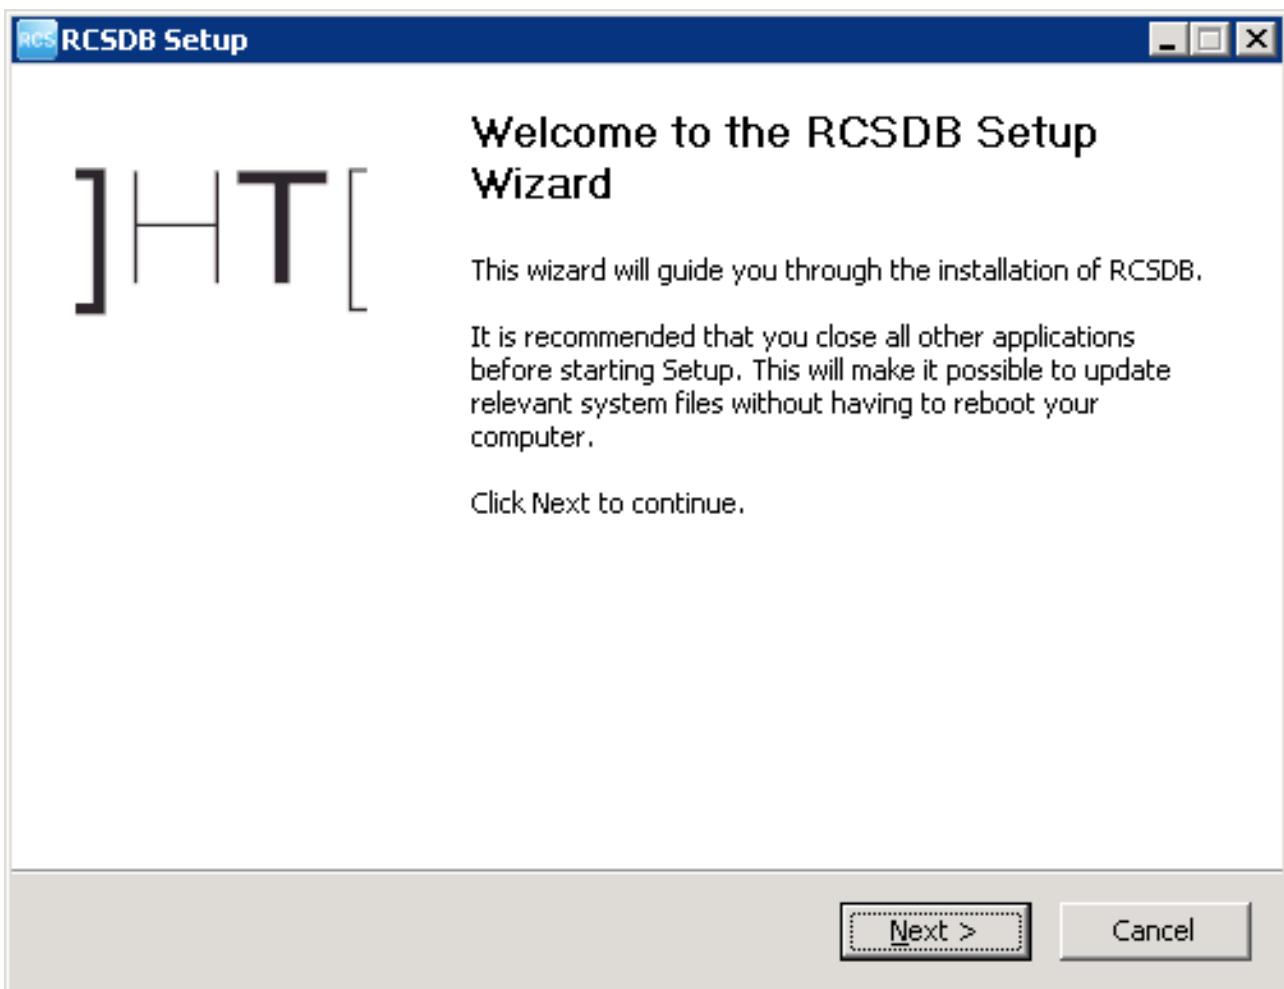 RCS RCSDB Setup
]HT[
Welcome to the RCSDB Setup
Wizard
This wizard will guide you through the installation of RCSDB.
It is recommended that you close all other applications
before starting Setup. This will make it possible to update
relevant system files without having to reboot your
computer.
Click Next to continue.
Next >
Cancel